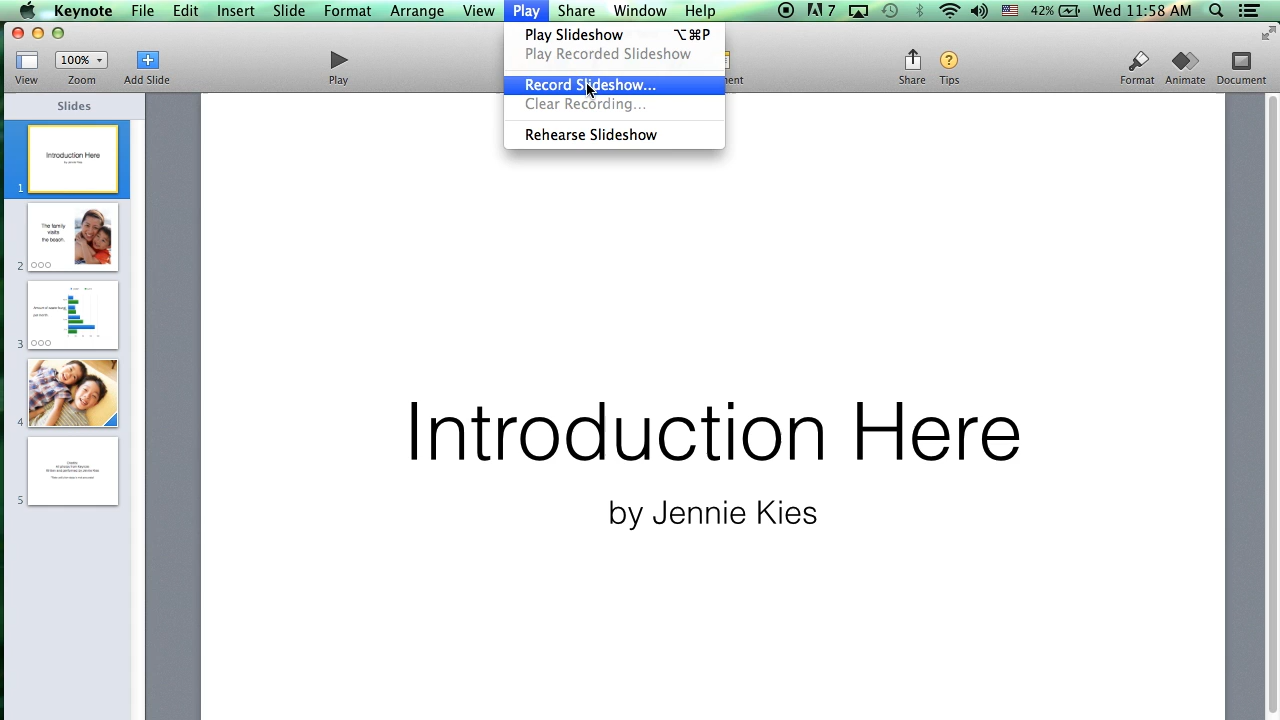 Keynote File Edit Insert Slide Format Arrange View Play Share Window Help 7 42% Wed 11:58 AM
100%
View Zoom Add Slide Play Share Tips Format Animate Document
Play Slideshow ⌥⌘P
Play Recorded Slideshow
Record Slideshow...
Clear Recording...
Rehearse Slideshow
Slides
Introduction Here
by Jennie Kies
1
The family
visits
the beach.
2
3
4
5
Introduction Here
by Jennie Kies